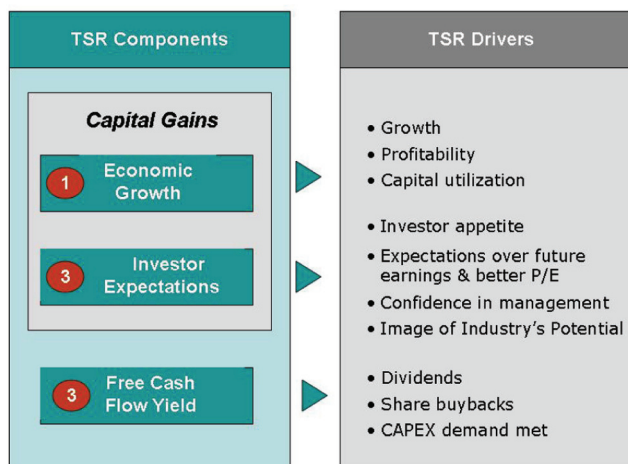 TSR Components
TSR Drivers
Capital Gains
1
Economic
Growth
• Growth
• Profitability
• Capital utilization
3
Investor
Expectations
• Investor appetite
• Expectations over future
earnings & better P/E
• Confidence in management
• Image of Industry's Potential
3
Free Cash
Flow Yield
• Dividends
• Share buybacks
• CAPEX demand met